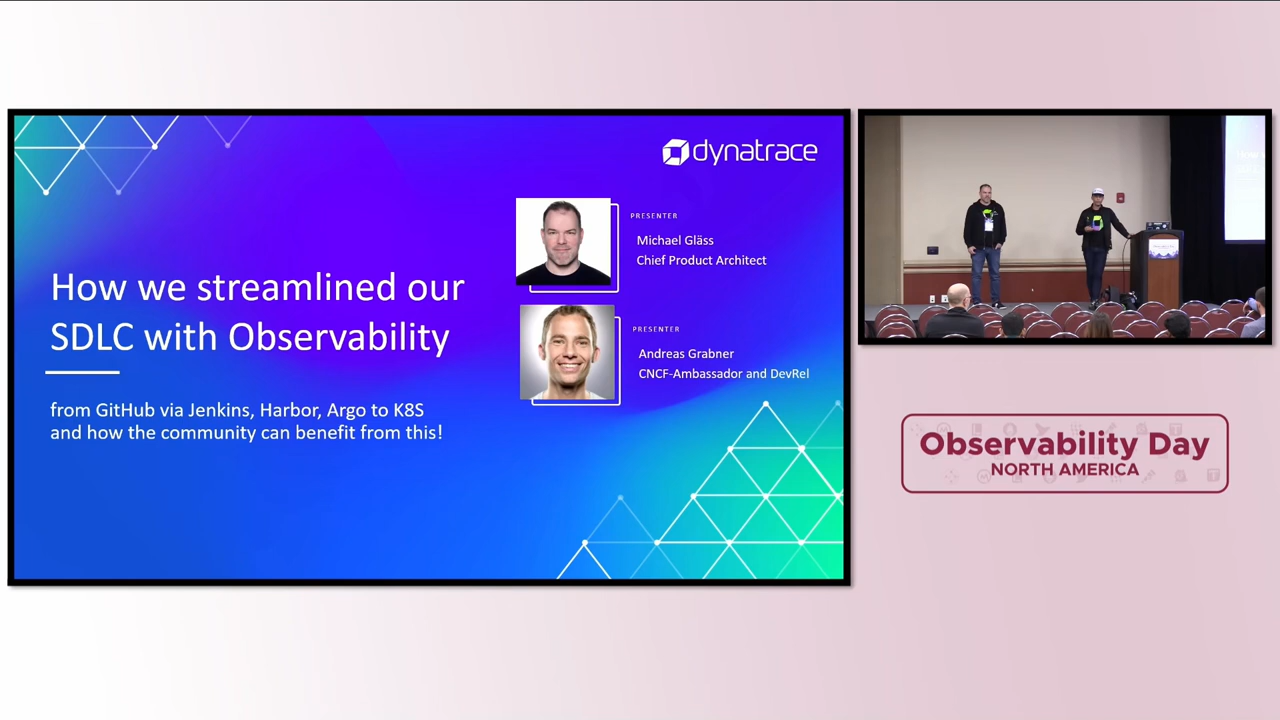 dynatrace
PRESENTER
Michael Gläss
Chief Product Architect
How we streamlined our
SDLC with Observability
PRESENTER
Andreas Grabner
CNCF-Ambassador and DevRel
from GitHub via Jenkins, Harbor, Argo to K8S
and how the community can benefit from this!
Observability Day
NORTH AMERICA